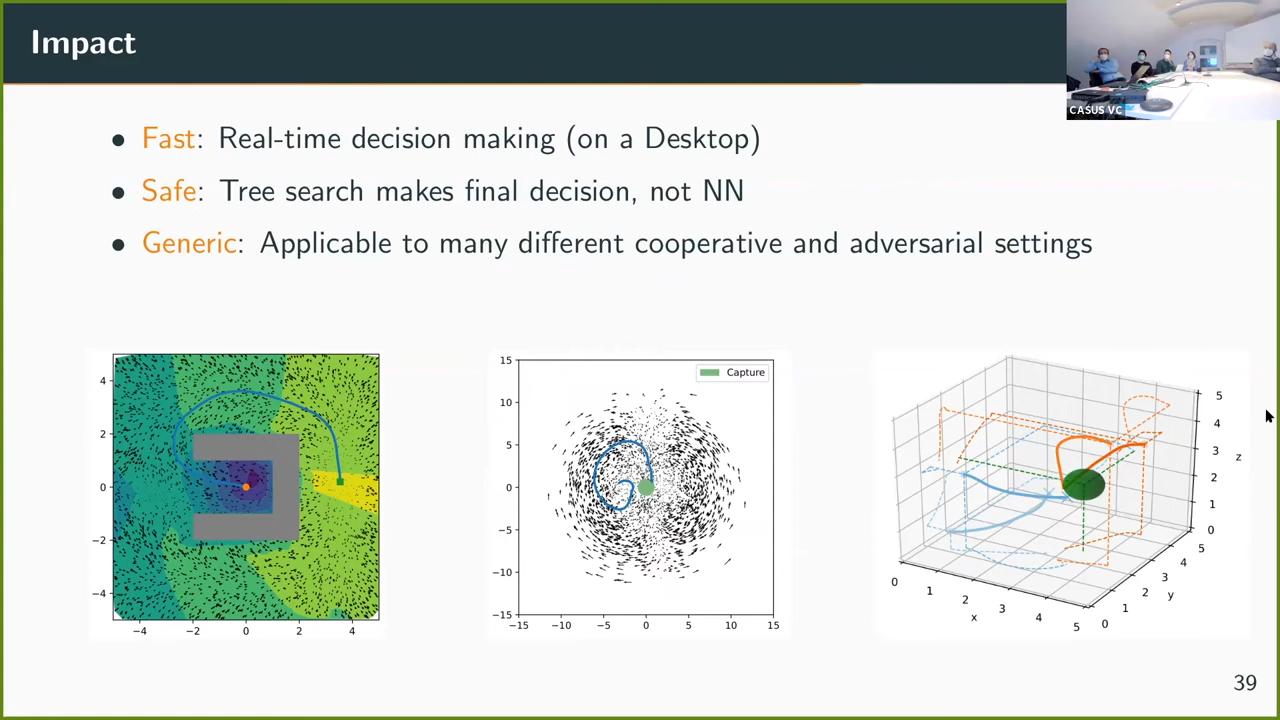 Impact
CASUS VC
• Fast: Real-time decision making (on a Desktop)
• Safe: Tree search makes final decision, not NN
• Generic: Applicable to many different cooperative and adversarial settings
4
2
0
−2
−4
−4 −2 0 2 4
15
10
5
0
−5
−10
−15
−15 −10 −5 0 5 10 15
Capture
5
4
3
2
1
0
z
0
1
2
3
4
5
x
0
1
2
3
4
5
y
39